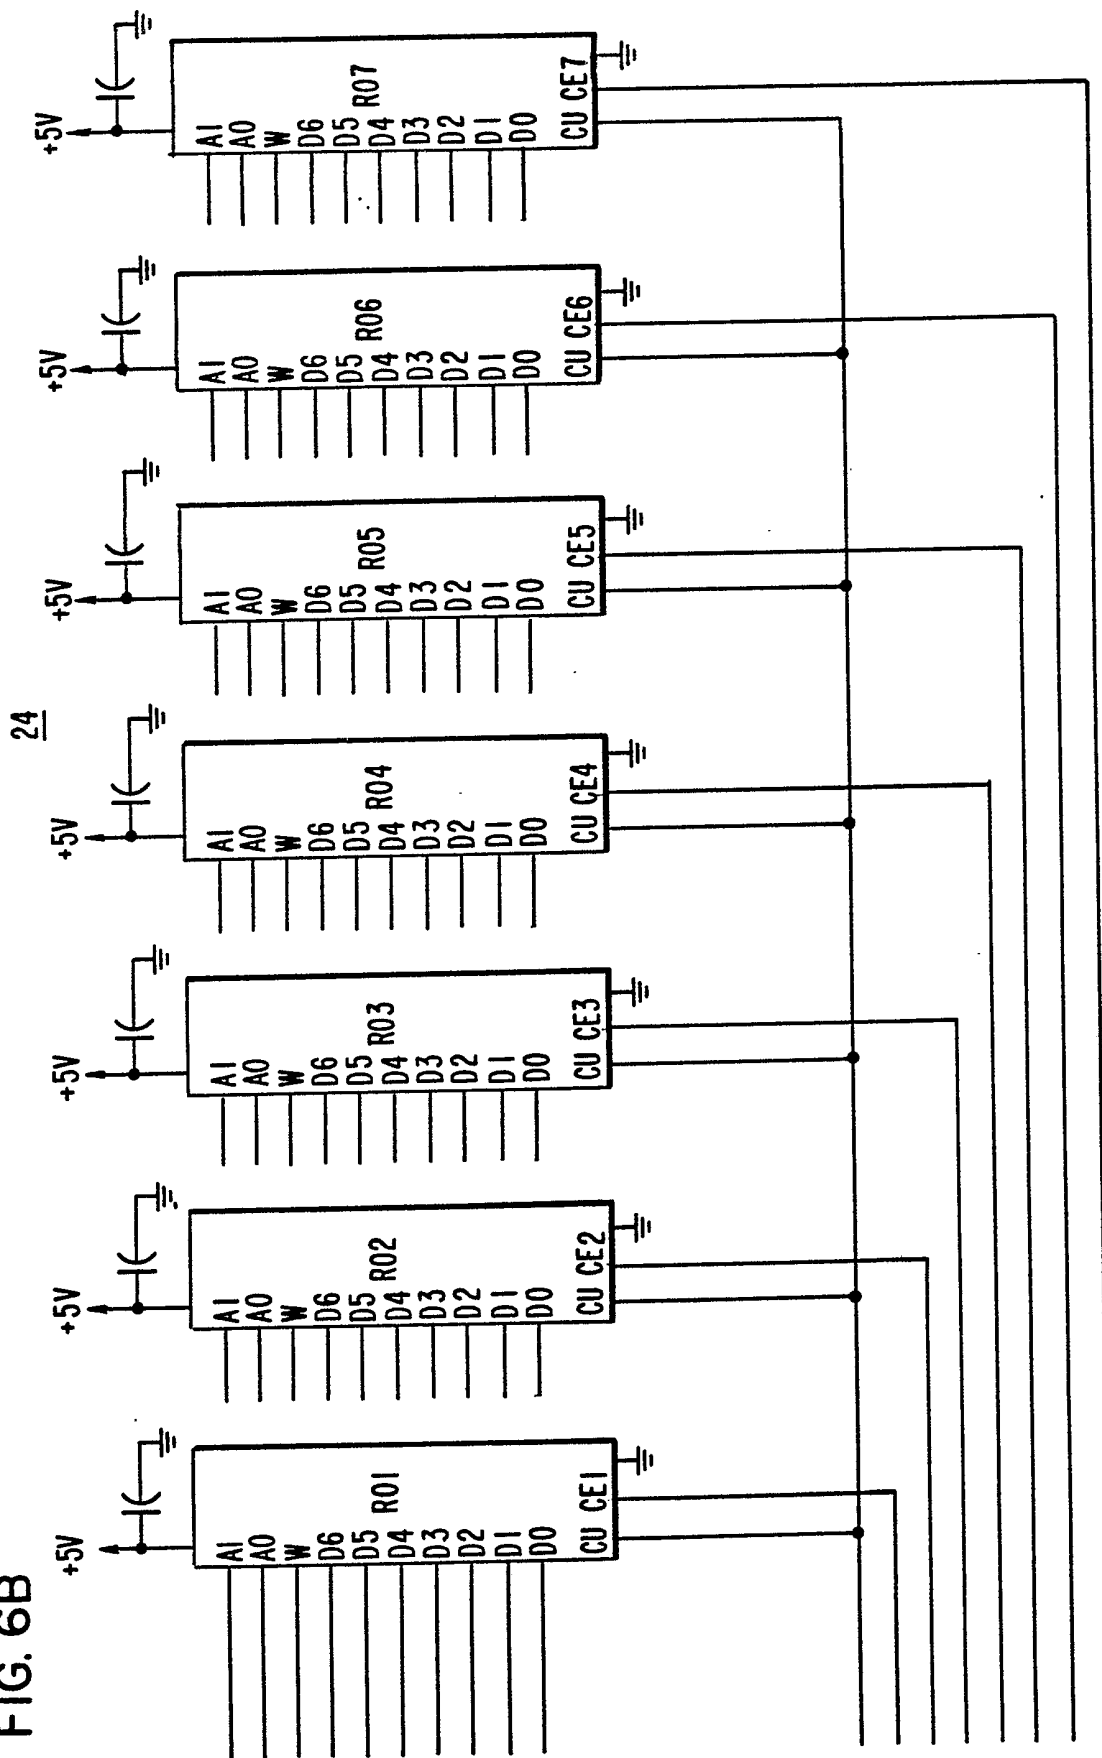 FIG. 6B
24
+5V
A1
A0
W
D6
D5
D4
D3
D2
D1
D0
R01
CU CE1
+5V
A1
A0
W
D6
D5
D4
D3
D2
D1
D0
R02
CU CE2
+5V
A1
A0
W
D6
D5
D4
D3
D2
D1
D0
R03
CU CE3
+5V
A1
A0
W
D6
D5
D4
D3
D2
D1
D0
R04
CU CE4
+5V
A1
A0
W
D6
D5
D4
D3
D2
D1
D0
R05
CU CE5
+5V
A1
A0
W
D6
D5
D4
D3
D2
D1
D0
R06
CU CE6
+5V
A1
A0
W
D6
D5
D4
D3
D2
D1
D0
R07
CU CE7